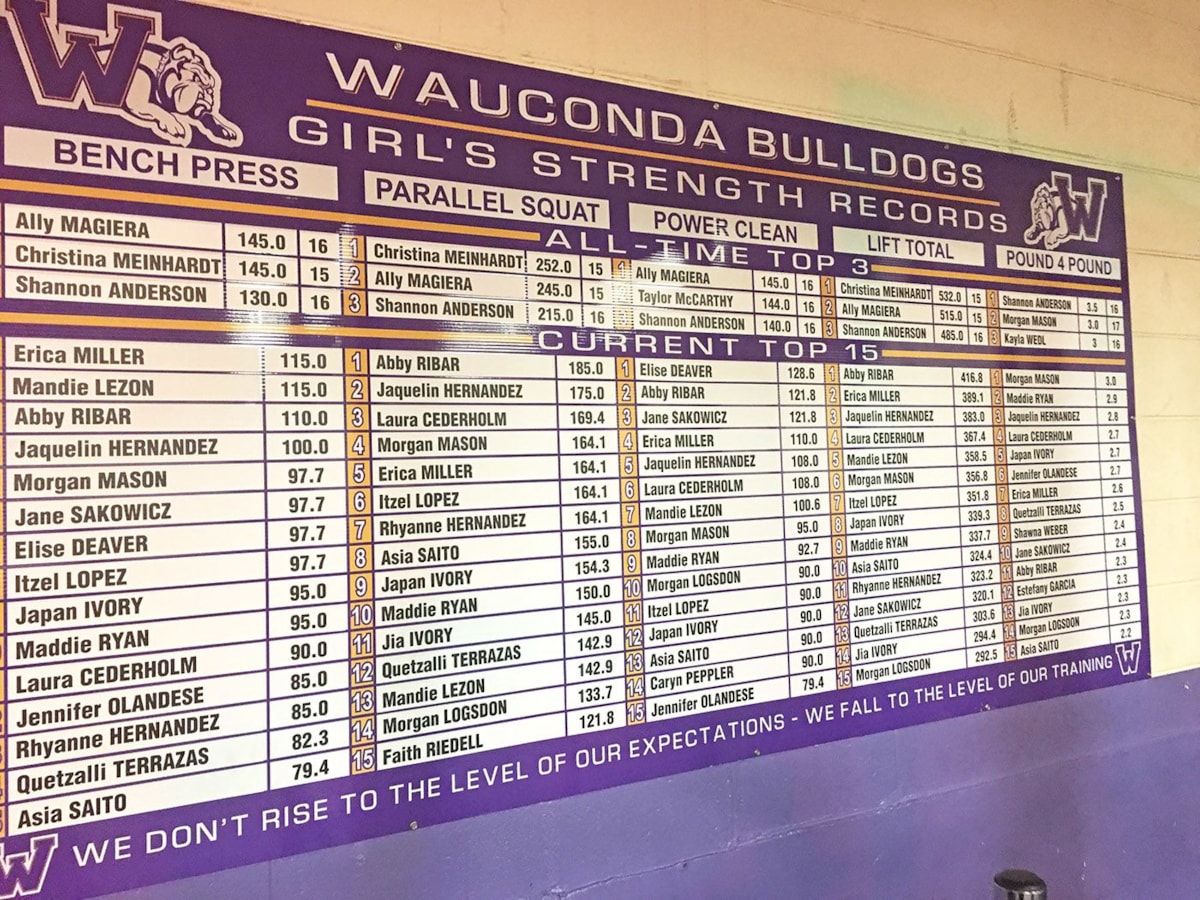 WAUCONDA BULLDOGS
GIRL'S STRENGTH RECORDS
BENCH PRESS PARALLEL SQUAT POWER CLEAN LIFT TOTAL POUND 4 POUND
ALL-TIME TOP 3
Ally MAGIERA 145.0 16 1 Christina MEINHARDT 252.0 15 1 Ally MAGIERA 145.0 16 1 Christina MEINHARDT 532.0 15 1 Shannon ANDERSON 3.5 16
Christina MEINHARDT 145.0 15 2 Ally MAGIERA 245.0 15 2 Taylor McCARTHY 144.0 16 2 Ally MAGIERA 515.0 15 2 Morgan MASON 3.0 17
Shannon ANDERSON 130.0 16 3 Shannon ANDERSON 215.0 16 3 Shannon ANDERSON 140.0 16 3 Shannon ANDERSON 485.0 16 3 Kayla WEDL 3 16
CURRENT TOP 15
Erica MILLER 115.0 1 Abby RIBAR 185.0 1 Elise DEAVER 128.6 1 Abby RIBAR 416.8 1 Morgan MASON 3.0
Mandie LEZON 115.0 2 Jaquelin HERNANDEZ 175.0 2 Abby RIBAR 121.8 2 Erica MILLER 389.1 2 Maddie RYAN 2.9
Abby RIBAR 110.0 3 Laura CEDERHOLM 169.4 3 Jane SAKOWICZ 121.8 3 Jaquelin HERNANDEZ 383.0 3 Jaquelin HERNANDEZ 2.8
Jaquelin HERNANDEZ 100.0 4 Morgan MASON 164.1 4 Erica MILLER 110.0 4 Laura CEDERHOLM 367.4 4 Laura CEDERHOLM 2.7
Morgan MASON 97.7 5 Erica MILLER 164.1 5 Jaquelin HERNANDEZ 108.0 5 Mandie LEZON 358.5 5 Japan IVORY 2.7
Jane SAKOWICZ 97.7 6 Itzel LOPEZ 164.1 6 Laura CEDERHOLM 108.0 6 Morgan MASON 356.8 6 Jennifer OLANDESE 2.7
Elise DEAVER 97.7 7 Rhyanne HERNANDEZ 164.1 7 Mandie LEZON 100.6 7 Itzel LOPEZ 351.8 7 Erica MILLER 2.6
Itzel LOPEZ 97.7 8 Asia SAITO 155.0 8 Morgan MASON 95.0 8 Japan IVORY 339.3 8 Quetzalli TERRAZAS 2.5
Japan IVORY 95.0 9 Japan IVORY 154.3 9 Maddie RYAN 92.7 9 Maddie RYAN 337.7 9 Shawna WEBER 2.4
Maddie RYAN 95.0 10 Maddie RYAN 150.0 10 Morgan LOGSDON 90.0 10 Asia SAITO 324.4 10 Jane SAKOWICZ 2.4
Laura CEDERHOLM 90.0 11 Jia IVORY 145.0 11 Itzel LOPEZ 90.0 11 Rhyanne HERNANDEZ 323.2 11 Abby RIBAR 2.3
Jennifer OLANDESE 85.0 12 Quetzalli TERRAZAS 142.9 12 Japan IVORY 90.0 12 Jane SAKOWICZ 320.1 12 Estefany GARCIA 2.3
Rhyanne HERNANDEZ 85.0 13 Mandie LEZON 142.9 13 Asia SAITO 90.0 13 Quetzalli TERRAZAS 303.6 13 Jia IVORY 2.3
Quetzalli TERRAZAS 82.3 14 Morgan LOGSDON 133.7 14 Caryn PEPPLER 90.0 14 Jia IVORY 294.4 14 Morgan LOGSDON 2.3
Asia SAITO 79.4 15 Faith RIEDELL 121.8 15 Jennifer OLANDESE 79.4 15 Morgan LOGSDON 292.5 15 Asia SAITO 2.2
W WE DON'T RISE TO THE LEVEL OF OUR EXPECTATIONS - WE FALL TO THE LEVEL OF OUR TRAINING W